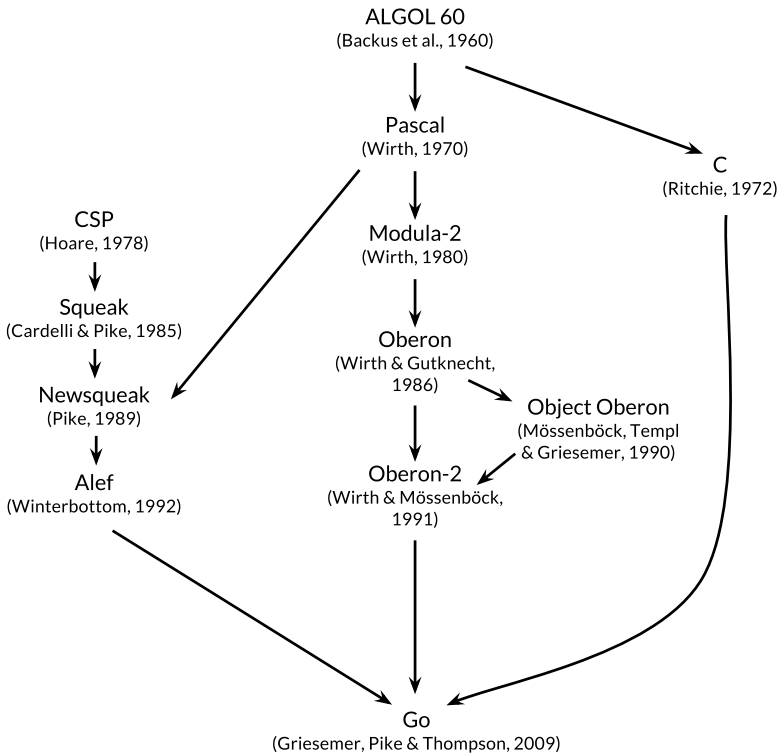 ALGOL 60
(Backus et al., 1960)
Pascal
(Wirth, 1970)
C
(Ritchie, 1972)
CSP
(Hoare, 1978)
Modula-2
(Wirth, 1980)
Squeak
(Cardelli & Pike, 1985)
Oberon
(Wirth & Gutknecht,
1986)
Newsqueak
(Pike, 1989)
Object Oberon
(Mössenböck, Templ
& Griesemer, 1990)
Alef
(Winterbottom, 1992)
Oberon-2
(Wirth & Mössenböck,
1991)
Go
(Griesemer, Pike & Thompson, 2009)